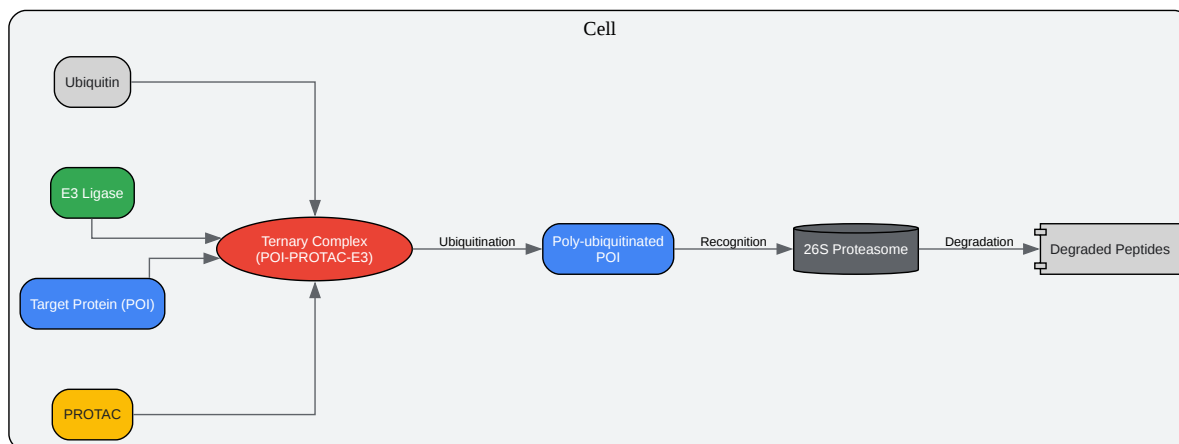 Cell
Ubiquitin
E3 Ligase
Target Protein (POI)
PROTAC
Ternary Complex
(POI-PROTAC-E3)
Ubiquitination
Poly-ubiquitinated
POI
Recognition
26S Proteasome
Degradation
Degraded Peptides